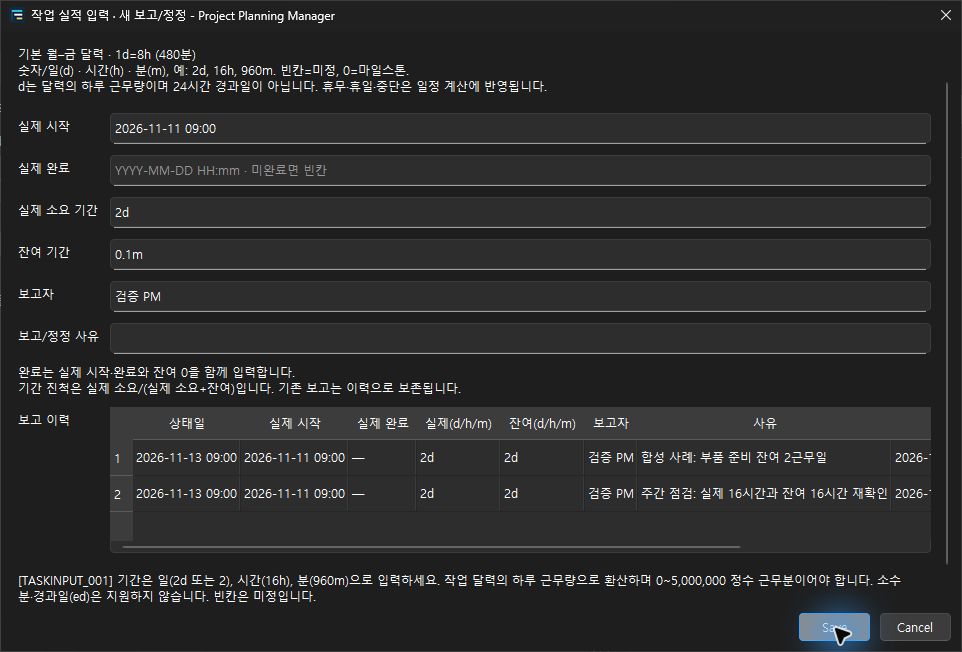 작업 실적 입력 · 새 보고/정정 - Project Planning Manager
기본 월–금 달력 · 1d=8h (480분)
숫자/일(d) · 시간(h) · 분(m), 예: 2d, 16h, 960m. 빈칸=미정, 0=마일스톤.
d는 달력의 하루 근무량이며 24시간 경과일이 아닙니다. 휴무·휴일·중단은 일정 계산에 반영됩니다.
실제 시작 2026-11-11 09:00
실제 완료 YYYY-MM-DD HH:mm · 미완료면 빈칸
실제 소요 기간 2d
잔여 기간 0.1m
보고자 검증 PM
보고/정정 사유
완료는 실제 시작·완료와 잔여 0을 함께 입력합니다.
기간 진척은 실제 소요/(실제 소요+잔여)입니다. 기존 보고는 이력으로 보존됩니다.
보고 이력
상태일 실제 시작 실제 완료 실제(d/h/m) 잔여(d/h/m) 보고자 사유
1 2026-11-13 09:00 2026-11-11 09:00 — 2d 2d 검증 PM 합성 사례: 부품 준비 잔여 2근무일 2026-
2 2026-11-13 09:00 2026-11-11 09:00 — 2d 2d 검증 PM 주간 점검: 실제 16시간과 잔여 16시간 재확인 2026-
[TASKINPUT_001] 기간은 일(2d 또는 2), 시간(16h), 분(960m)으로 입력하세요. 작업 달력의 하루 근무량으로 환산하며 0~5,000,000 정수 근무분이어야 합니다. 소수
분·경과일(ed)은 지원하지 않습니다. 빈칸은 미정입니다.
Save Cancel